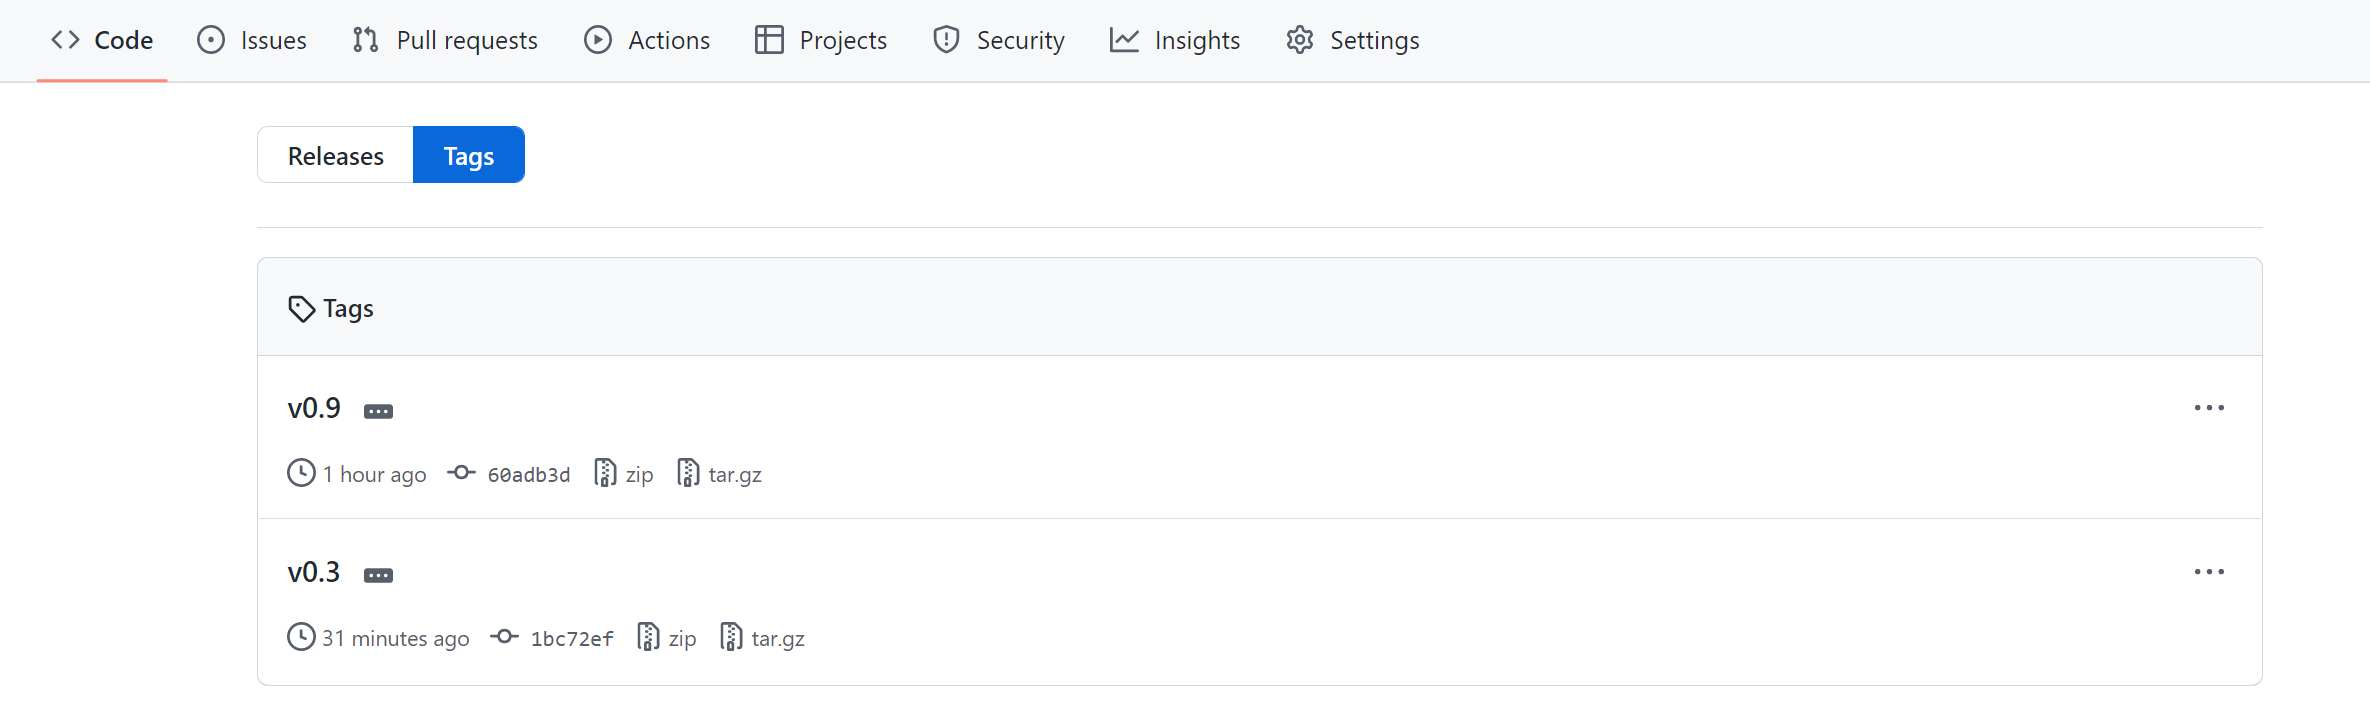 Code Issues Pull requests Actions Projects Security Insights Settings
Releases Tags
Tags
v0.9
1 hour ago 60adb3d zip tar.gz
v0.3
31 minutes ago 1bc72ef zip tar.gz